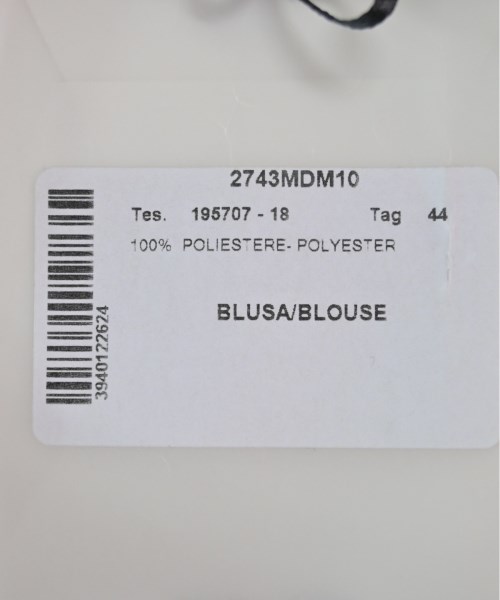 2743MDM10
Tes. 195707 - 18 Tag 44
100% POLIESTERE- POLYESTER
BLUSA/BLOUSE
3940122624